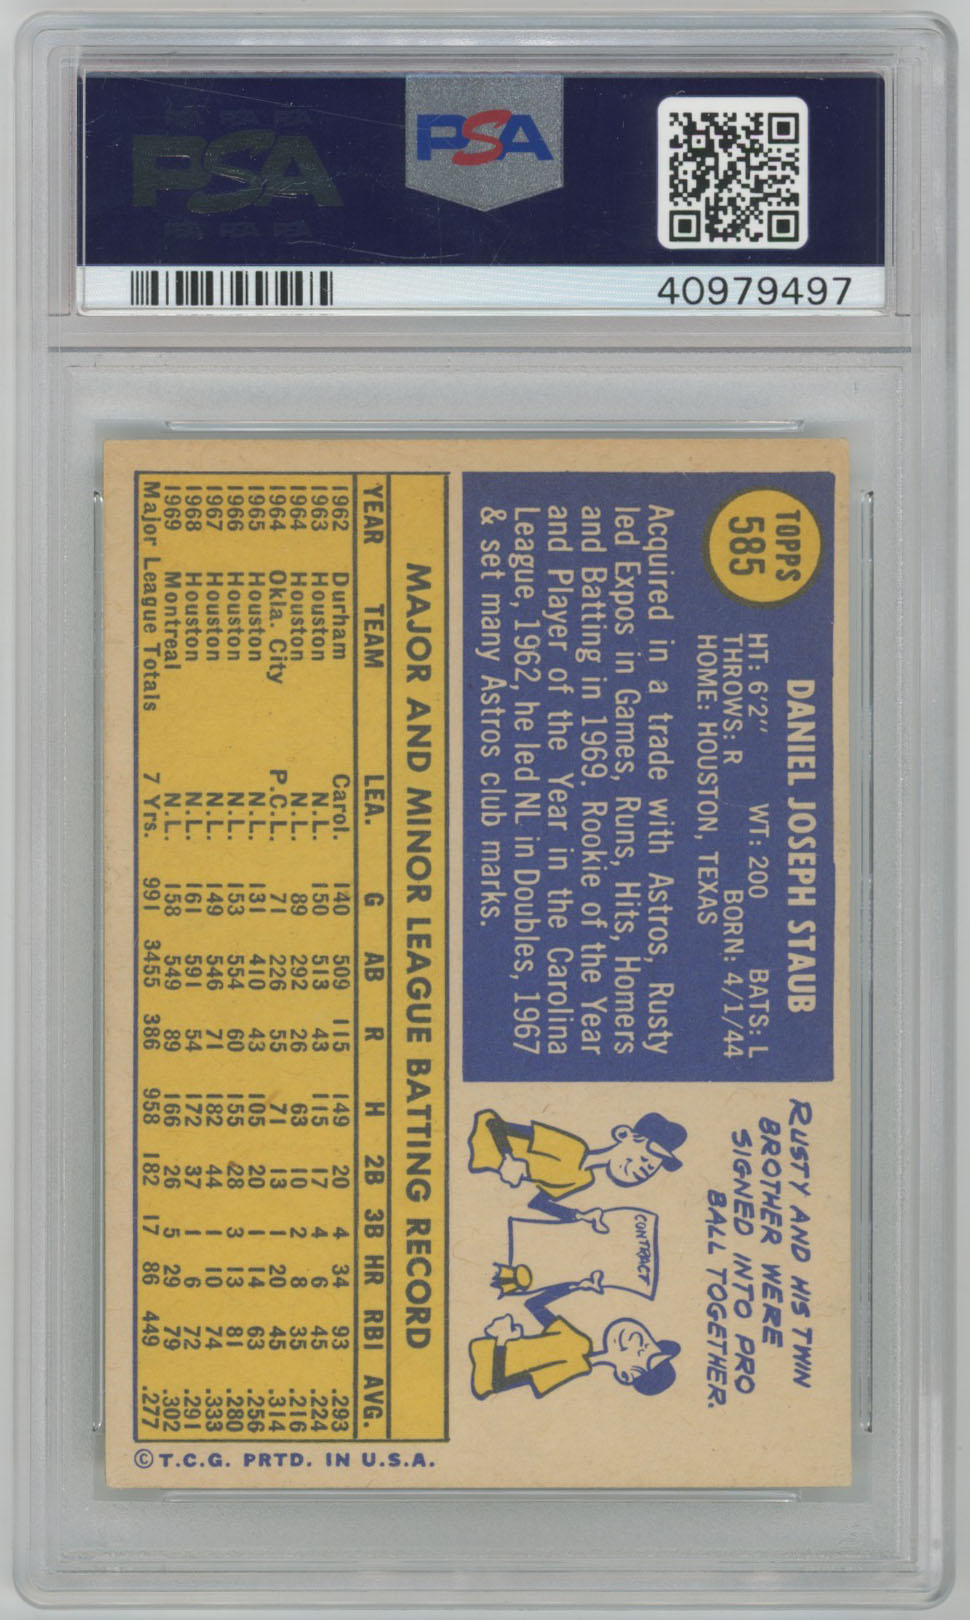 PSA PSA PSA
PSA
PSA PSA PSA
PSA
40979497
TOPPS
585
DANIEL JOSEPH STAUB
HT: 6'2" WT: 200 BATS: L
THROWS: R BORN: 4/1/44
HOME: HOUSTON, TEXAS
Acquired in a trade with Astros, Rusty
led Expos in Games, Runs, Hits, Homers
and Batting in 1969. Rookie of the Year
and Player of the Year in the Carolina
League, 1962, he led NL in Doubles, 1967
& set many Astros club marks.
RUSTY AND HIS TWIN
BROTHER WERE
SIGNED INTO PRO
BALL TOGETHER.
CONTRACT
MAJOR AND MINOR LEAGUE BATTING RECORD
YEAR TEAM LEA. G AB R H 2B 3B HR RBI AVG.
1962 Durham Carol. 140 509 115 149 20 4 34 93 .293
1963 Houston N.L. 150 513 43 115 17 4 6 45 .224
1964 Houston N.L. 89 292 26 63 10 2 8 35 .216
1964 Okla. City P.C.L. 71 226 55 71 13 1 20 45 .314
1965 Houston N.L. 131 410 43 105 20 1 14 63 .256
1966 Houston N.L. 153 554 60 155 28 3 13 81 .280
1967 Houston N.L. 149 546 71 182 44 1 10 74 .333
1968 Houston N.L. 161 591 54 172 37 1 6 72 .291
1969 Montreal N.L. 158 549 89 166 26 5 29 79 .302
Major League Totals 7 Yrs. 991 3455 386 958 182 17 86 449 .277
© T.C.G. PRTD. IN U.S.A.